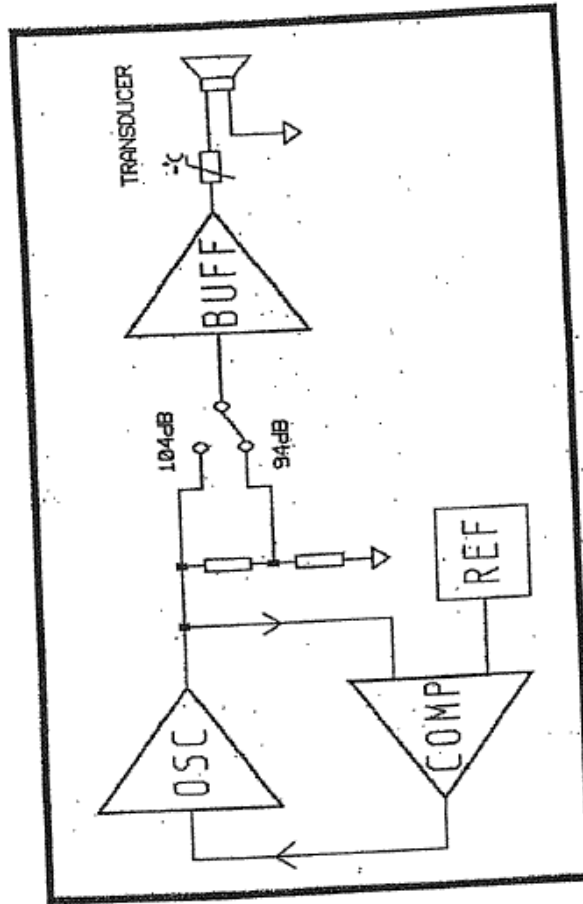 TRANSDUCER
-°C
BUFF
104dB
94dB
REF
OSC
COMP